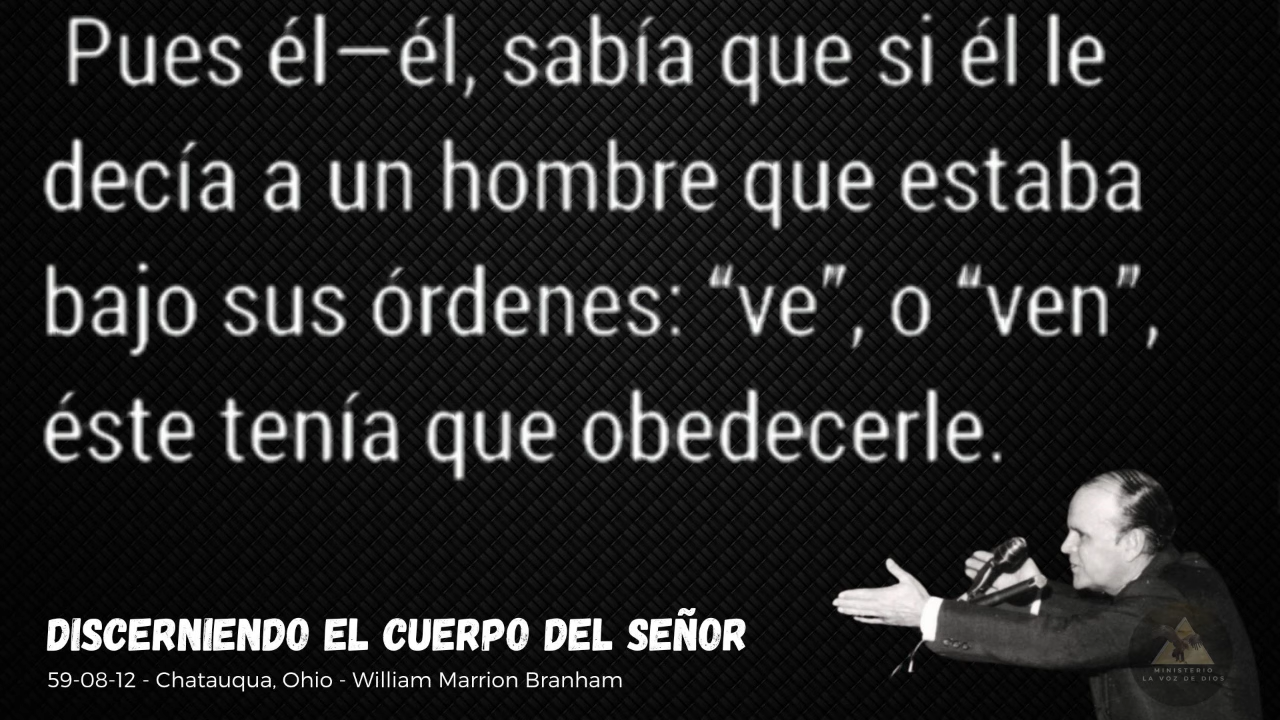 Pues él—él, sabía que si él le
decía a un hombre que estaba
bajo sus órdenes: “ve”, o “ven”,
éste tenía que obedecerle.
DISCERNIENDO EL CUERPO DEL SEÑOR
59-08-12 - Chatauqua, Ohio - William Marrion Branham
MINISTERIO
LA VOZ DE DIOS